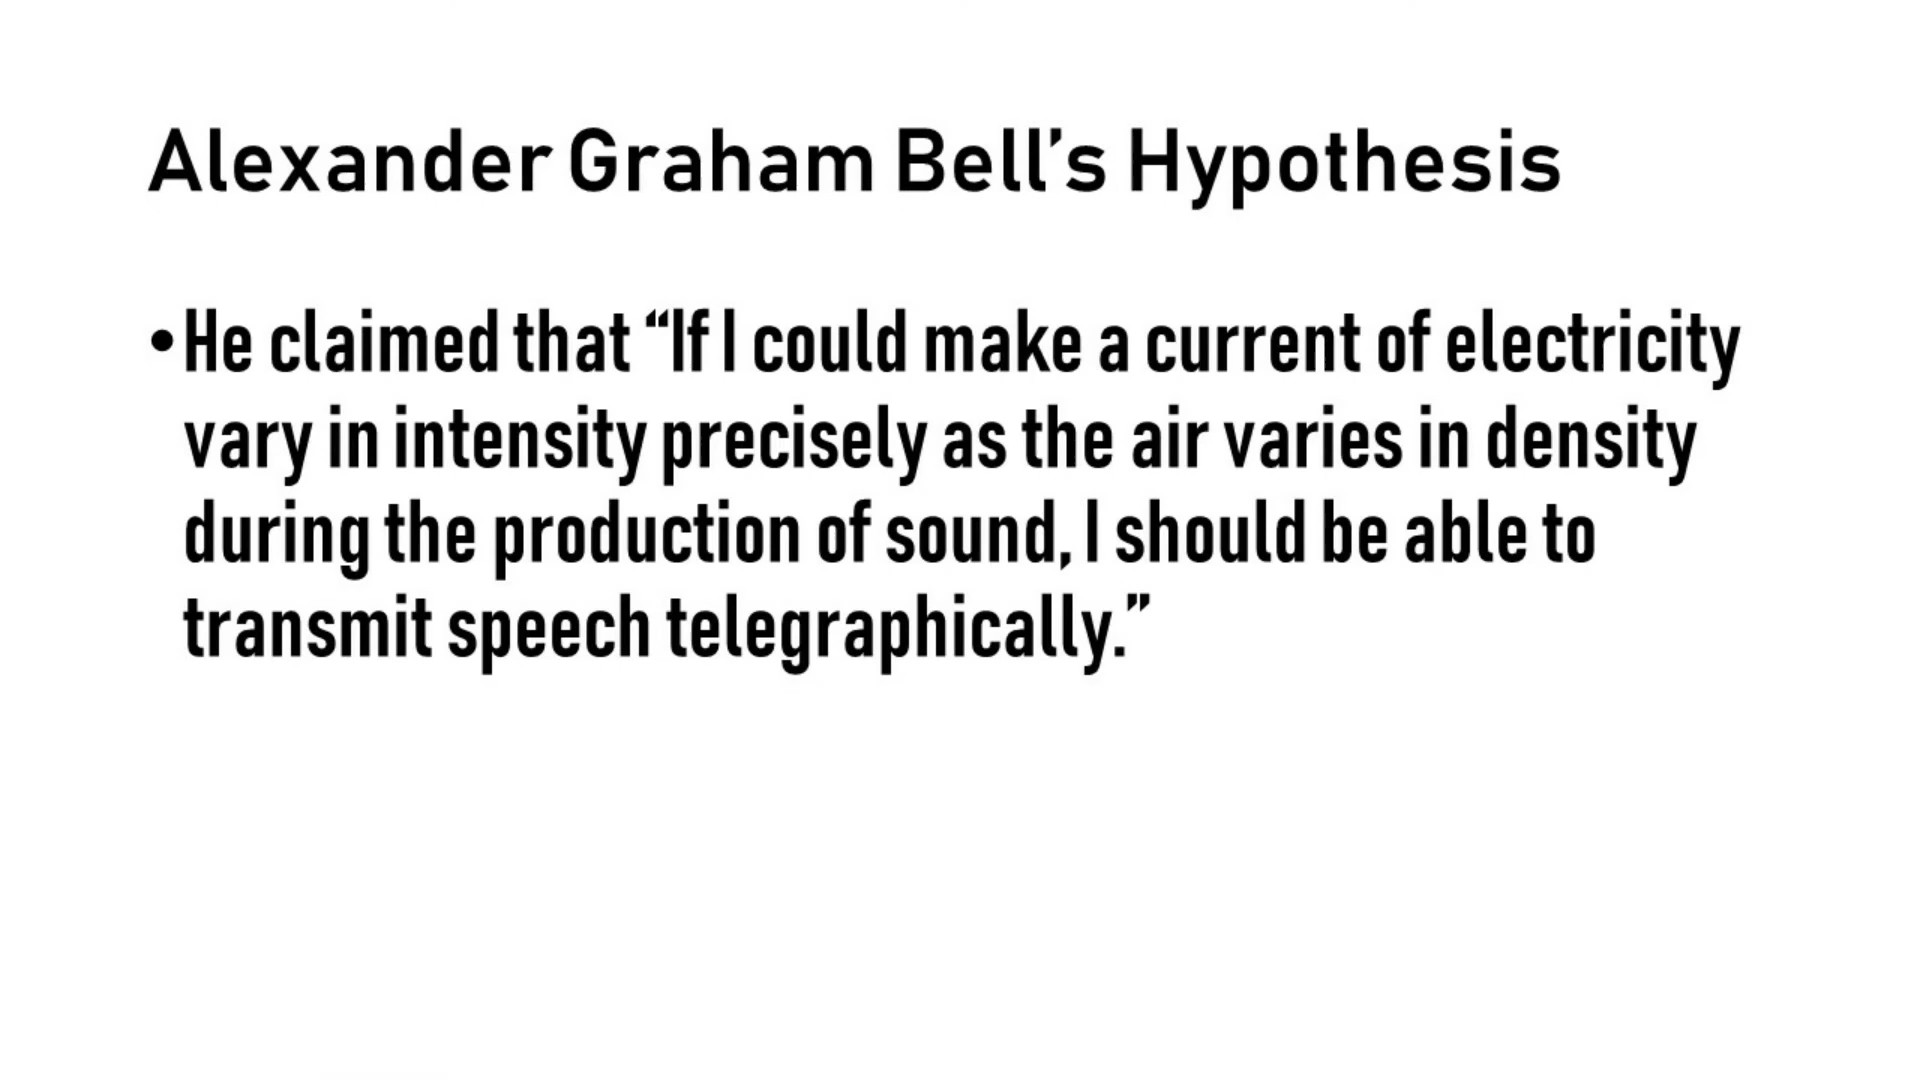 Alexander Graham Bell’s Hypothesis
•He claimed that “If I could make a current of electricity
vary in intensity precisely as the air varies in density
during the production of sound, I should be able to
transmit speech telegraphically.”